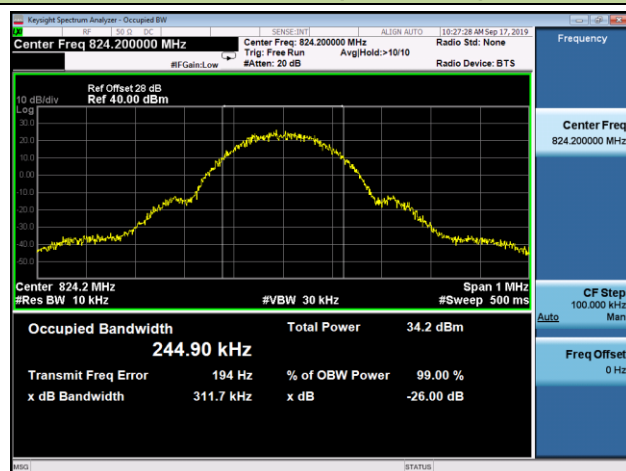 Keysight Spectrum Analyzer - Occupied BW
RF 50 Ω DC SENSE:INT ALIGN AUTO 10:27:28 AM Sep 17, 2019
Center Freq 824.200000 MHz Center Freq: 824.200000 MHz Radio Std: None
Trig: Free Run Avg|Hold:>10/10
#IFGain:Low #Atten: 20 dB Radio Device: BTS
Frequency
Ref Offset 28 dB
10 dB/div Ref 40.00 dBm
Log
30.0
20.0
10.0
0.00
-10.0
-20.0
-30.0
-40.0
-50.0
Center Freq
824.200000 MHz
Center 824.2 MHz Span 1 MHz
#Res BW 10 kHz #VBW 30 kHz #Sweep 500 ms
CF Step
100.000 kHz
Auto Man
Occupied Bandwidth Total Power 34.2 dBm
244.90 kHz
Transmit Freq Error 194 Hz % of OBW Power 99.00 %
x dB Bandwidth 311.7 kHz x dB -26.00 dB
Freq Offset
0 Hz
MSG STATUS